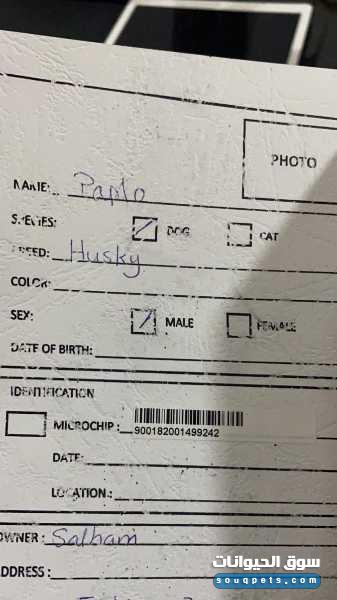 PHOTO
NAME: Paplo
SPECIES: DOG CAT
BREED: Husky
COLOR:
SEX: MALE FEMALE
DATE OF BIRTH:
IDENTIFICATION
MICROCHIP: 900182001499242
DATE:
LOCATION:
OWNER: Salham
ADDRESS:
سوق الحيوانات
souqpets.com